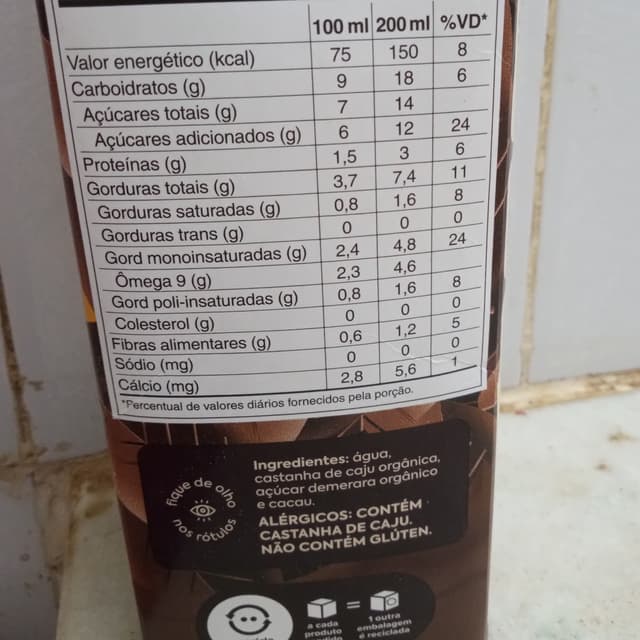 100 ml 200 ml %VD*
Valor energético (kcal) 75 150 8
Carboidratos (g) 9 18 6
Açúcares totais (g) 7 14
Açúcares adicionados (g) 6 12 24
Proteínas (g) 1,5 3 6
Gorduras totais (g) 3,7 7,4 11
Gorduras saturadas (g) 0,8 1,6 8
Gorduras trans (g) 0 0 0
Gord monoinsaturadas (g) 2,4 4,8 24
Ômega 9 (g) 2,3 4,6
Gord poli-insaturadas (g) 0,8 1,6 8
Colesterol (g) 0 0 0
Fibras alimentares (g) 0,6 1,2 5
Sódio (mg) 0 0 0
Cálcio (mg) 2,8 5,6 1
*Percentual de valores diários fornecidos pela porção.
fique de olho
nos rótulos
Ingredientes: água,
castanha de caju orgânica,
açúcar demerara orgânico
e cacau.
ALÉRGICOS: CONTÉM
CASTANHA DE CAJU.
NÃO CONTÉM GLÚTEN.
=
a cada
produto
1 outra
embalagem
é reciclada